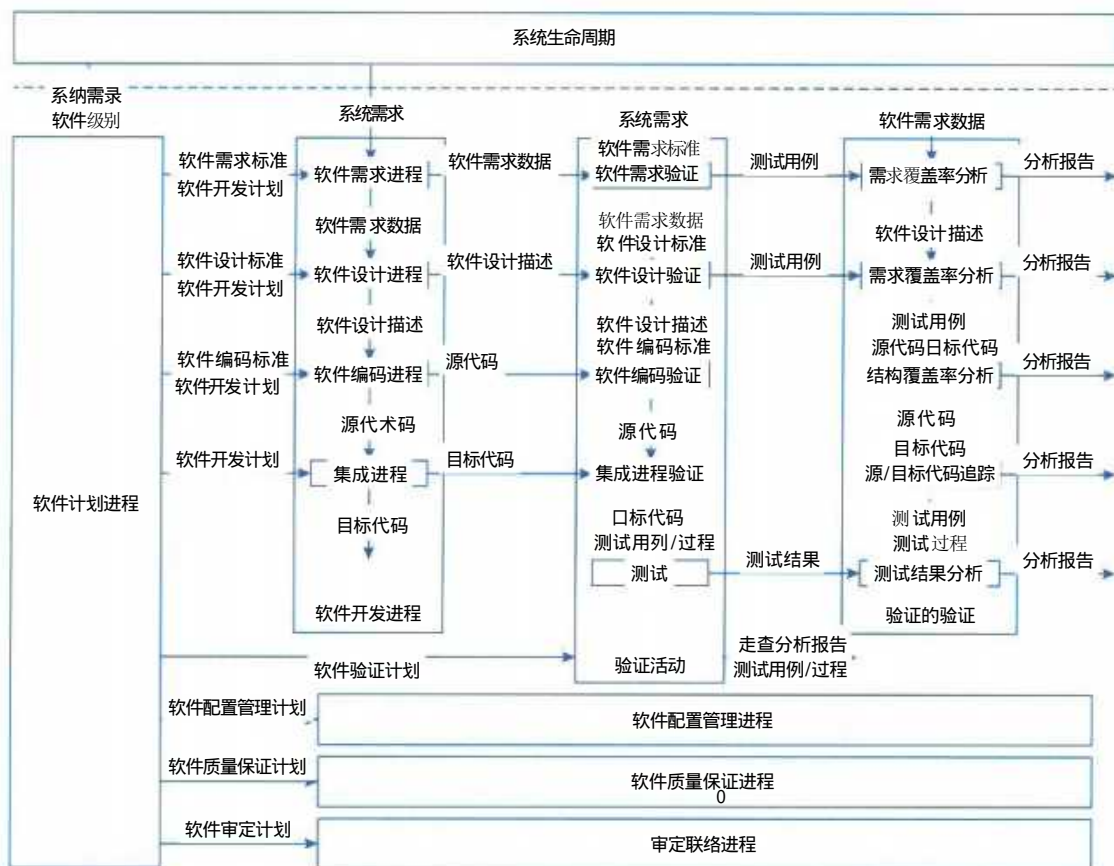 系统生命周期
系纳需录
软件级别
系统需求
系统需求
软件需求数据
软件需求标准
软件开发计划
软件需求进程
软件需求数据
软件需求标准
软件需求验证
测试用例
需求覆盖率分析
分析报告
软件需求数据
软件需求数据
软件设计标准
软件设计描述
软件设计标准
软件开发计划
软件设计进程
软件设计描述
软件设计验证
测试用例
需求覆盖率分析
分析报告
软件设计描述
软件设计描述
软件编码标准
测试用例
源代码日标代码
软件编码标准
软件开发计划
软件编码进程
源代码
软件编码验证
结构覆盖率分析
分析报告
源代术码
源代码
源代码
目标代码
软件开发计划
集成进程
目标代码
集成进程验证
源/目标代码追踪
分析报告
软件计划进程
目标代码
口标代码
测试用列/过程
测试用例
测试过程
测试
测试结果
测试结果分析
分析报告
软件开发进程
验证的验证
软件验证计划
验证活动
走查分析报告
测试用例/过程
软件配置管理计划
软件配置管理进程
软件质量保证计划
软件质量保证进程
0
软件审定计划
审定联络进程